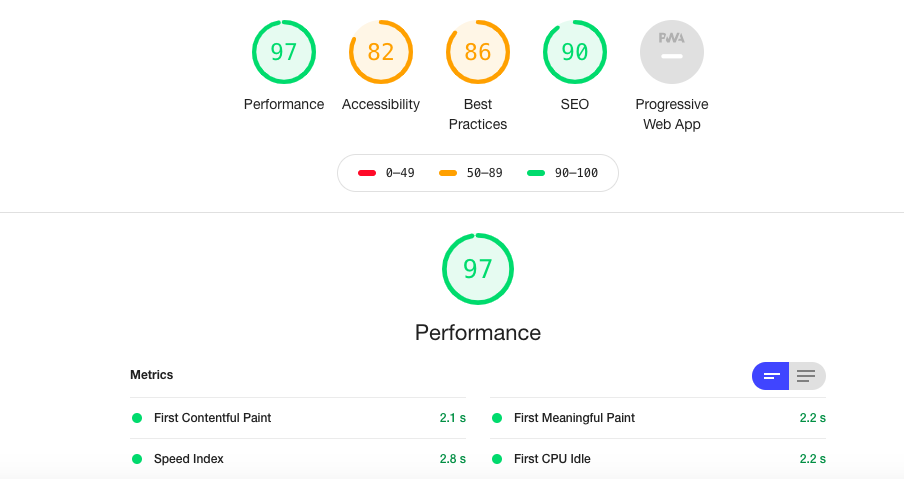 97 82 86 90 PWA
Performance Accessibility Best Practices SEO Progressive Web App
0–49 50–89 90–100
97
Performance
Metrics
First Contentful Paint 2.1 s
First Meaningful Paint 2.2 s
Speed Index 2.8 s
First CPU Idle 2.2 s